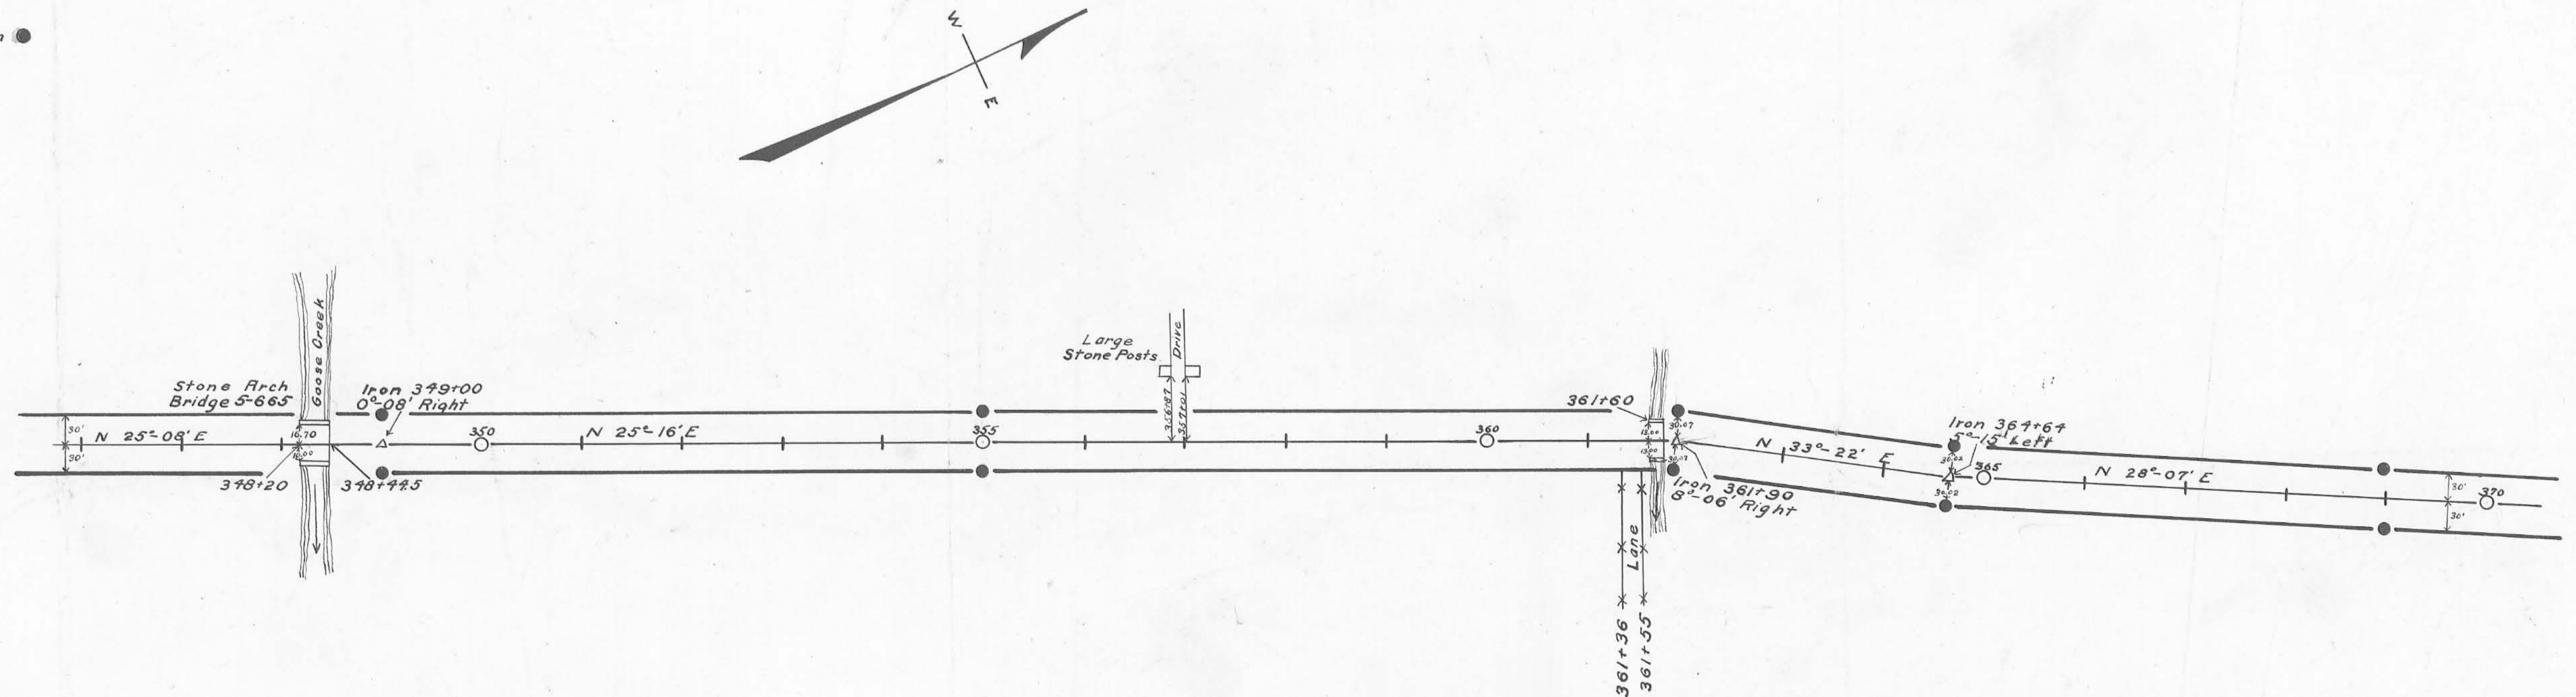 W
E
Goose Creek
Stone Arch
Bridge 5-665
Iron 349+00
0°-08' Right
30'
30'
N 25°-08' E
16.70
16.00
348+20
348+44.5
350
N 25°-16' E
355
Large
Stone Posts
Drive
356+87
357+01
360
361+60
13.00
13.00
30.07
30.07
Iron 361+90
8°-06' Right
Lane
361+36
361+55
N 33°-22' E
Iron 364+64
5°-15' Left
30.02
30.02
365
N 28°-07' E
30'
30'
370